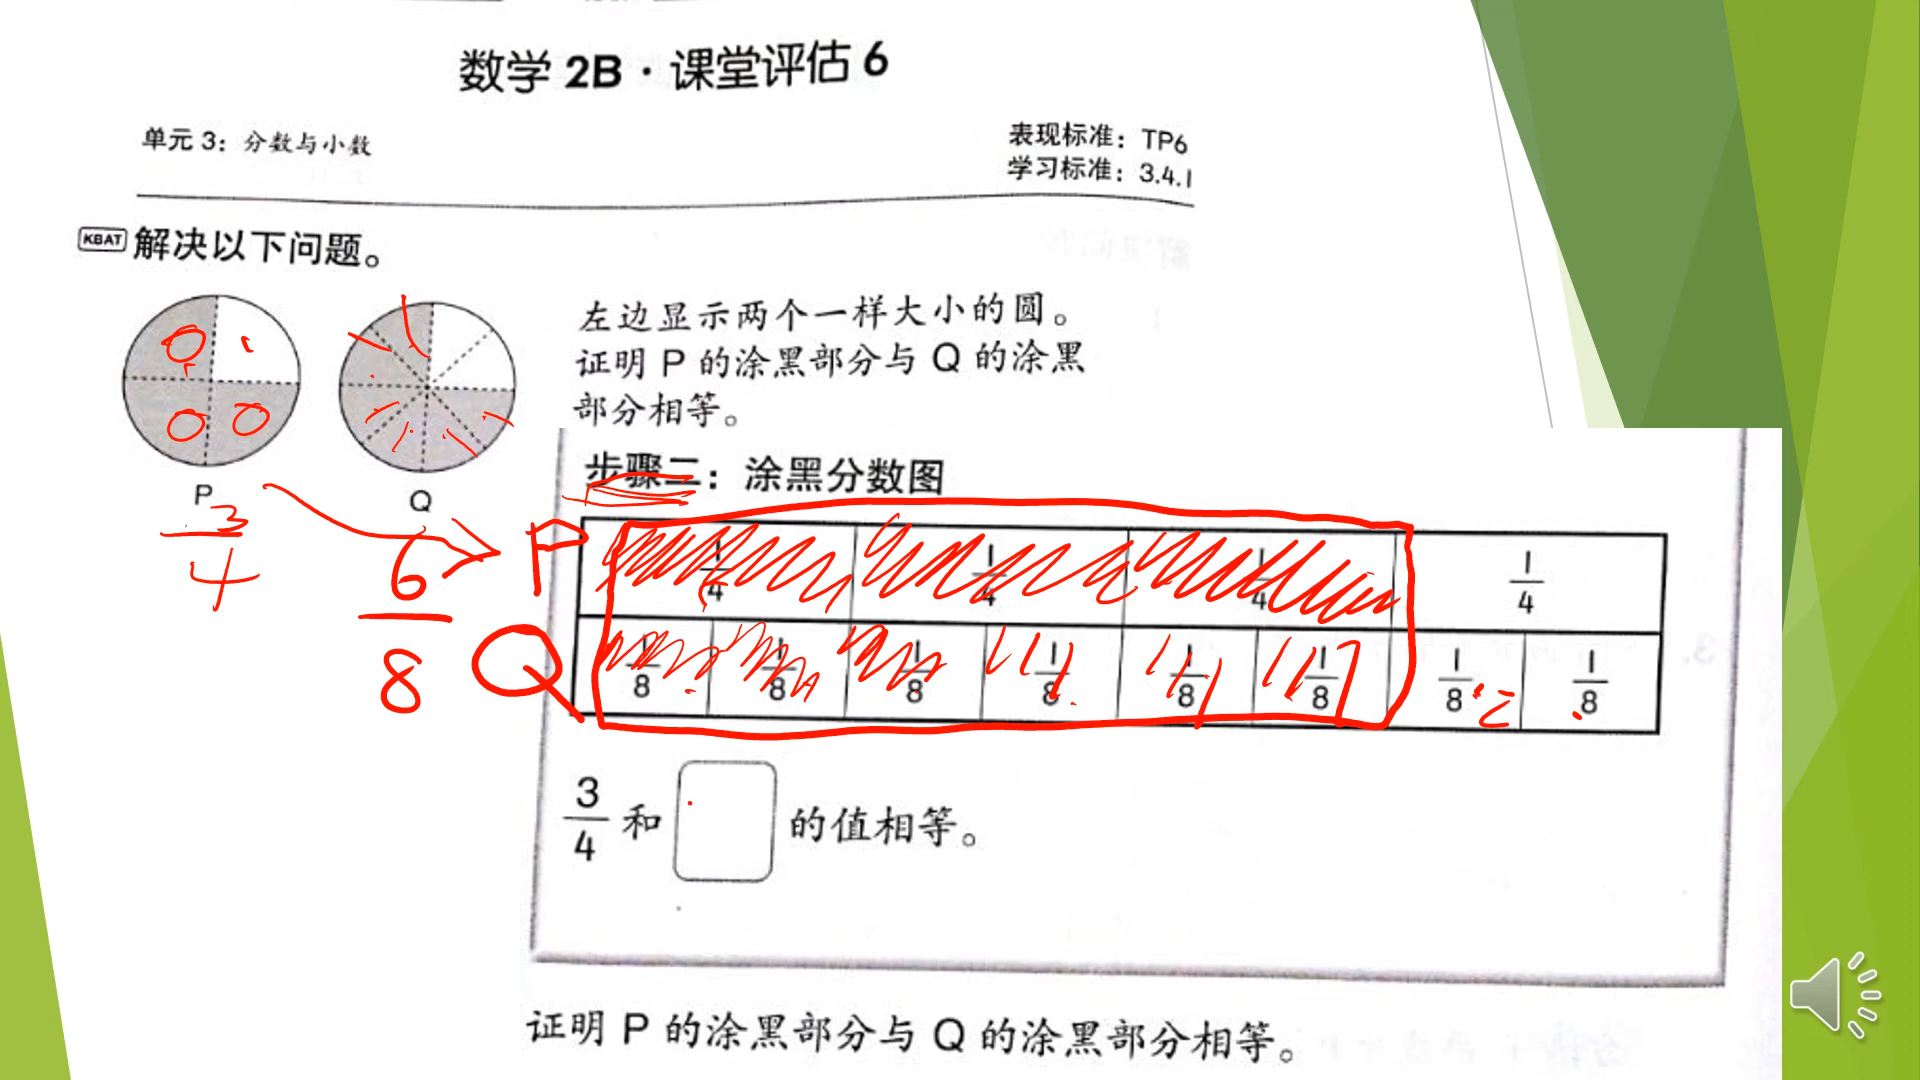 数学 2B · 课堂评估 6
单元 3：分数与小数
表现标准：TP6
学习标准：3.4.1
KBAT 解决以下问题。
左边显示两个一样大小的圆。
证明 P 的涂黑部分与 Q 的涂黑
部分相等。
P
Q
3/4
6/8
步骤二：涂黑分数图
P 1/4 1/4 1/4 1/4
Q 1/8 1/8 1/8 1/8 1/8 1/8 1/8 1/8
3/4 和 的值相等。
证明 P 的涂黑部分与 Q 的涂黑部分相等。